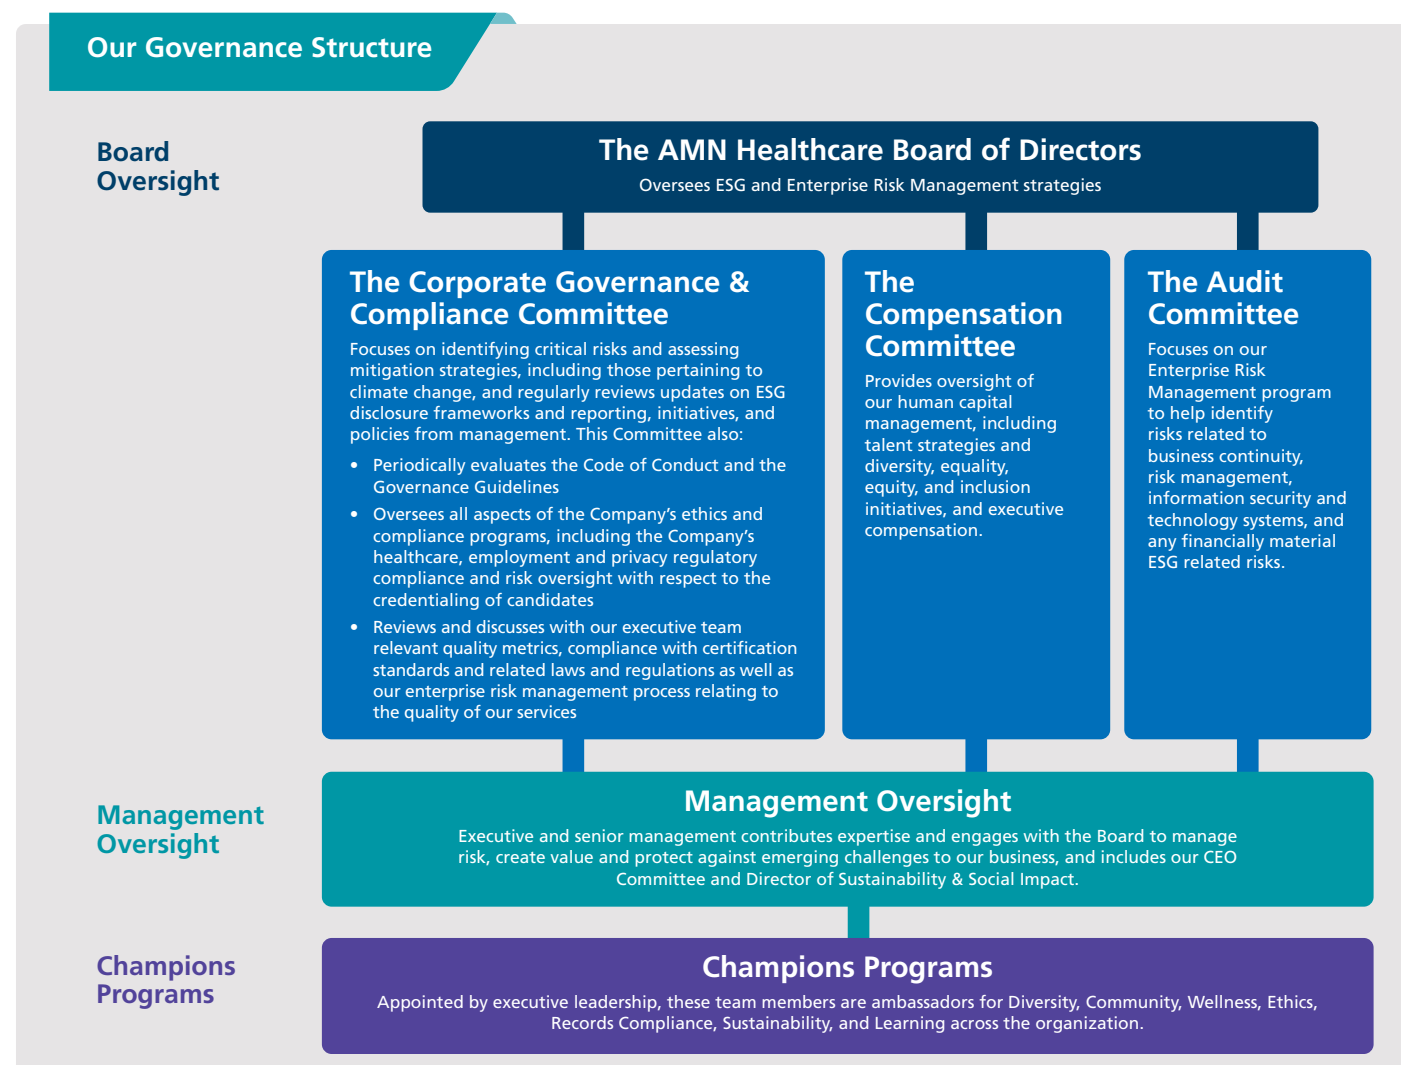 Our Governance Structure
Board
Oversight
The AMN Healthcare Board of Directors
Oversees ESG and Enterprise Risk Management strategies
The Corporate Governance &
Compliance Committee
Focuses on identifying critical risks and assessing
mitigation strategies, including those pertaining to
climate change, and regularly reviews updates on ESG
disclosure frameworks and reporting, initiatives, and
policies from management. This Committee also:
• Periodically evaluates the Code of Conduct and the
Governance Guidelines
• Oversees all aspects of the Company’s ethics and
compliance programs, including the Company’s
healthcare, employment and privacy regulatory
compliance and risk oversight with respect to the
credentialing of candidates
• Reviews and discusses with our executive team
relevant quality metrics, compliance with certification
standards and related laws and regulations as well as
our enterprise risk management process relating to
the quality of our services
The
Compensation
Committee
Provides oversight of
our human capital
management, including
talent strategies and
diversity, equality,
equity, and inclusion
initiatives, and executive
compensation.
The Audit
Committee
Focuses on our
Enterprise Risk
Management program
to help identify
risks related to
business continuity,
risk management,
information security and
technology systems, and
any financially material
ESG related risks.
Management
Oversight
Management Oversight
Executive and senior management contributes expertise and engages with the Board to manage
risk, create value and protect against emerging challenges to our business, and includes our CEO
Committee and Director of Sustainability & Social Impact.
Champions
Programs
Champions Programs
Appointed by executive leadership, these team members are ambassadors for Diversity, Community, Wellness, Ethics,
Records Compliance, Sustainability, and Learning across the organization.